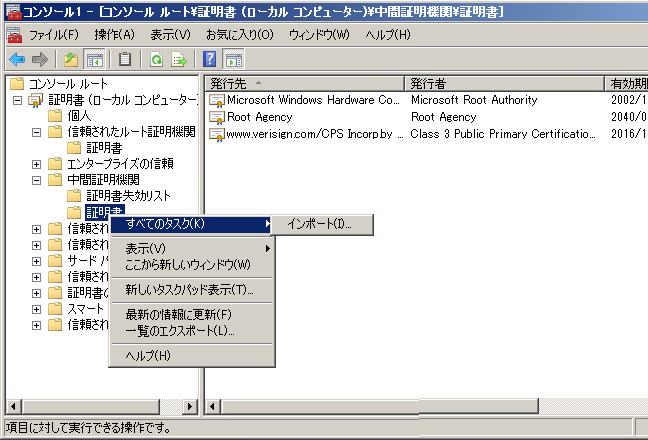 コンソール1 - [コンソール ルート¥証明書 (ローカル コンピューター)¥中間証明機関¥証明書]
ファイル(F) 操作(A) 表示(V) お気に入り(O) ウィンドウ(W) ヘルプ(H)
コンソール ルート
証明書 (ローカル コンピューター
個人
信頼されたルート証明機関
証明書
エンタープライズの信頼
中間証明機関
証明書失効リスト
証明書
信頼され
信頼され
サード パ
信頼され
証明書の
スマート
信頼され
発行先 発行者 有効期
Microsoft Windows Hardware Co... Microsoft Root Authority 2002/1
Root Agency Root Agency 2040/0
www.verisign.com/CPS Incorp.by ... Class 3 Public Primary Certificatio... 2016/1
すべてのタスク(K)
インポート(I)...
表示(V)
ここから新しいウィンドウ(W)
新しいタスクパッド表示(T)...
最新の情報に更新(F)
一覧のエクスポート(L)...
ヘルプ(H)
項目に対して実行できる操作です。